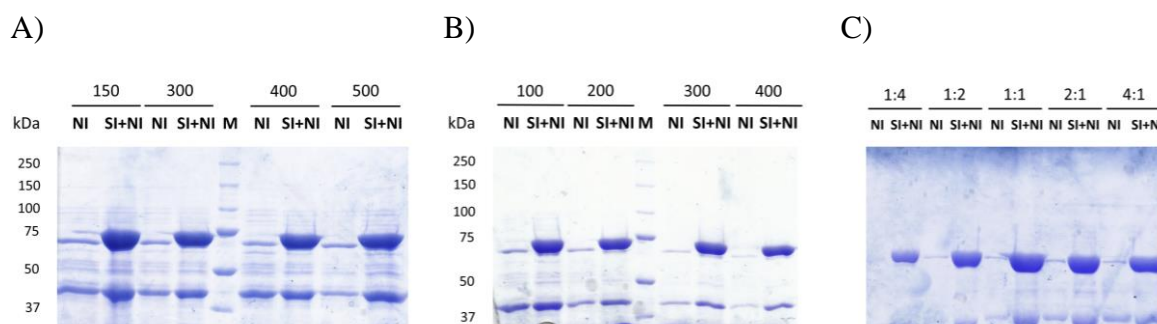 A)
150 300 400 500
kDa NI SI+NI NI SI+NI M NI SI+NI NI SI+NI
250
150
100
75
50
37
B)
100 200 300 400
kDa NI SI+NI NI SI+NI M NI SI+NI NI SI+NI
250
150
100
75
50
37
C)
1:4 1:2 1:1 2:1 4:1
NI SI+NI NI SI+NI NI SI+NI NI SI+NI NI SI+N